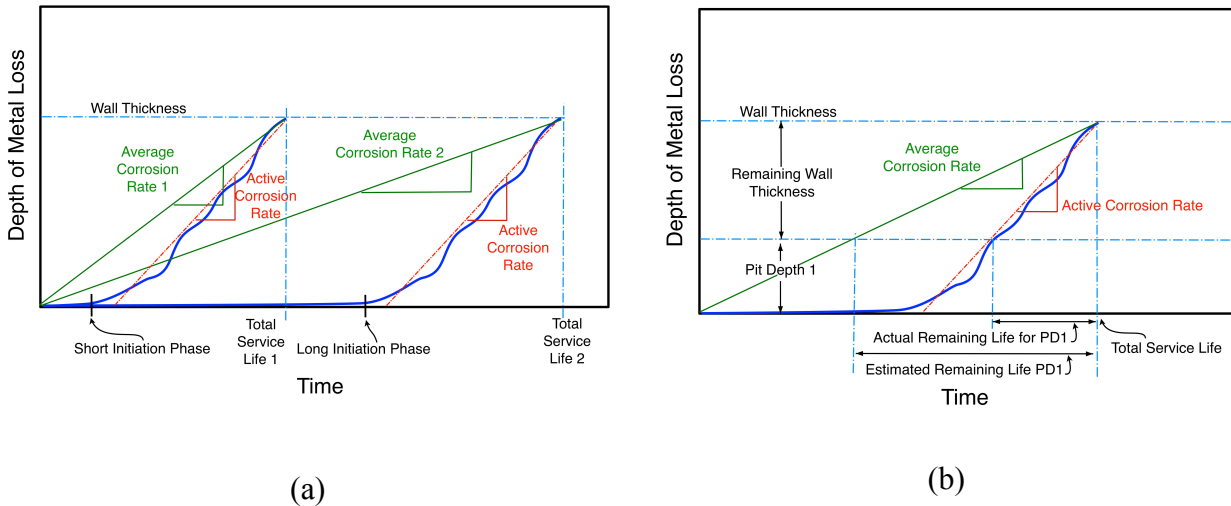 Depth of Metal Loss
Wall Thickness
Average
Corrosion
Rate 1
Active
Corrosion
Rate
Average
Corrosion Rate 2
Active
Corrosion
Rate
Short Initiation Phase
Total
Service
Life 1
Long Initiation Phase
Total
Service
Life 2
Time
(a)
Depth of Metal Loss
Wall Thickness
Average
Corrosion Rate
Remaining Wall
Thickness
Active Corrosion Rate
Pit Depth 1
Actual Remaining Life for PD1
Total Service Life
Estimated Remaining Life PD1
Time
(b)